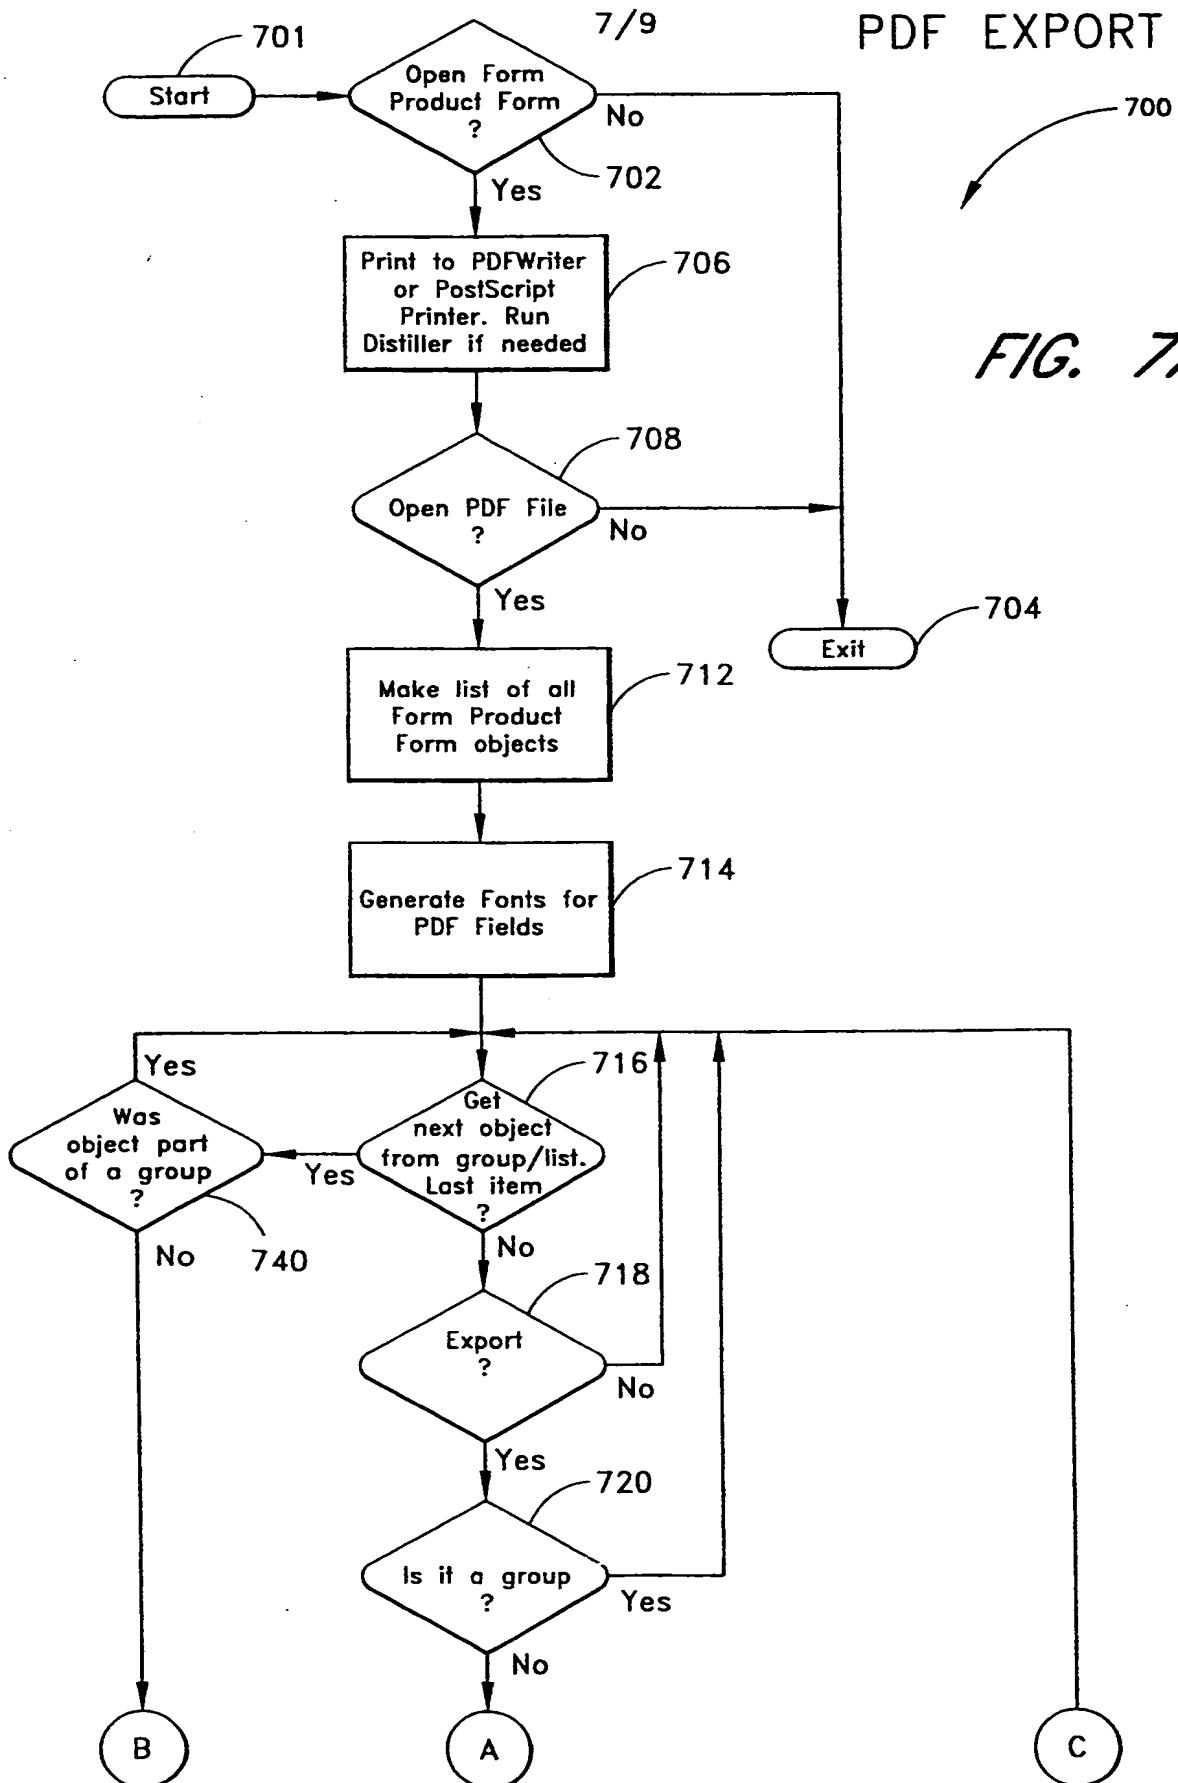 7/9
PDF EXPORT
701
Start
Open Form
Product Form
?
No
700
702
Yes
Print to PDFWriter
or PostScript
Printer. Run
Distiller if needed
706
FIG. 7
708
Open PDF File
?
No
Yes
704
Exit
Make list of all
Form Product
Form objects
712
Generate Fonts for
PDF Fields
714
Yes
716
Was
object part
of a group
?
Get
next object
from group/list.
Last item
?
Yes
No
740
No
718
Export
?
No
Yes
720
Is it a group
?
Yes
No
B
A
C